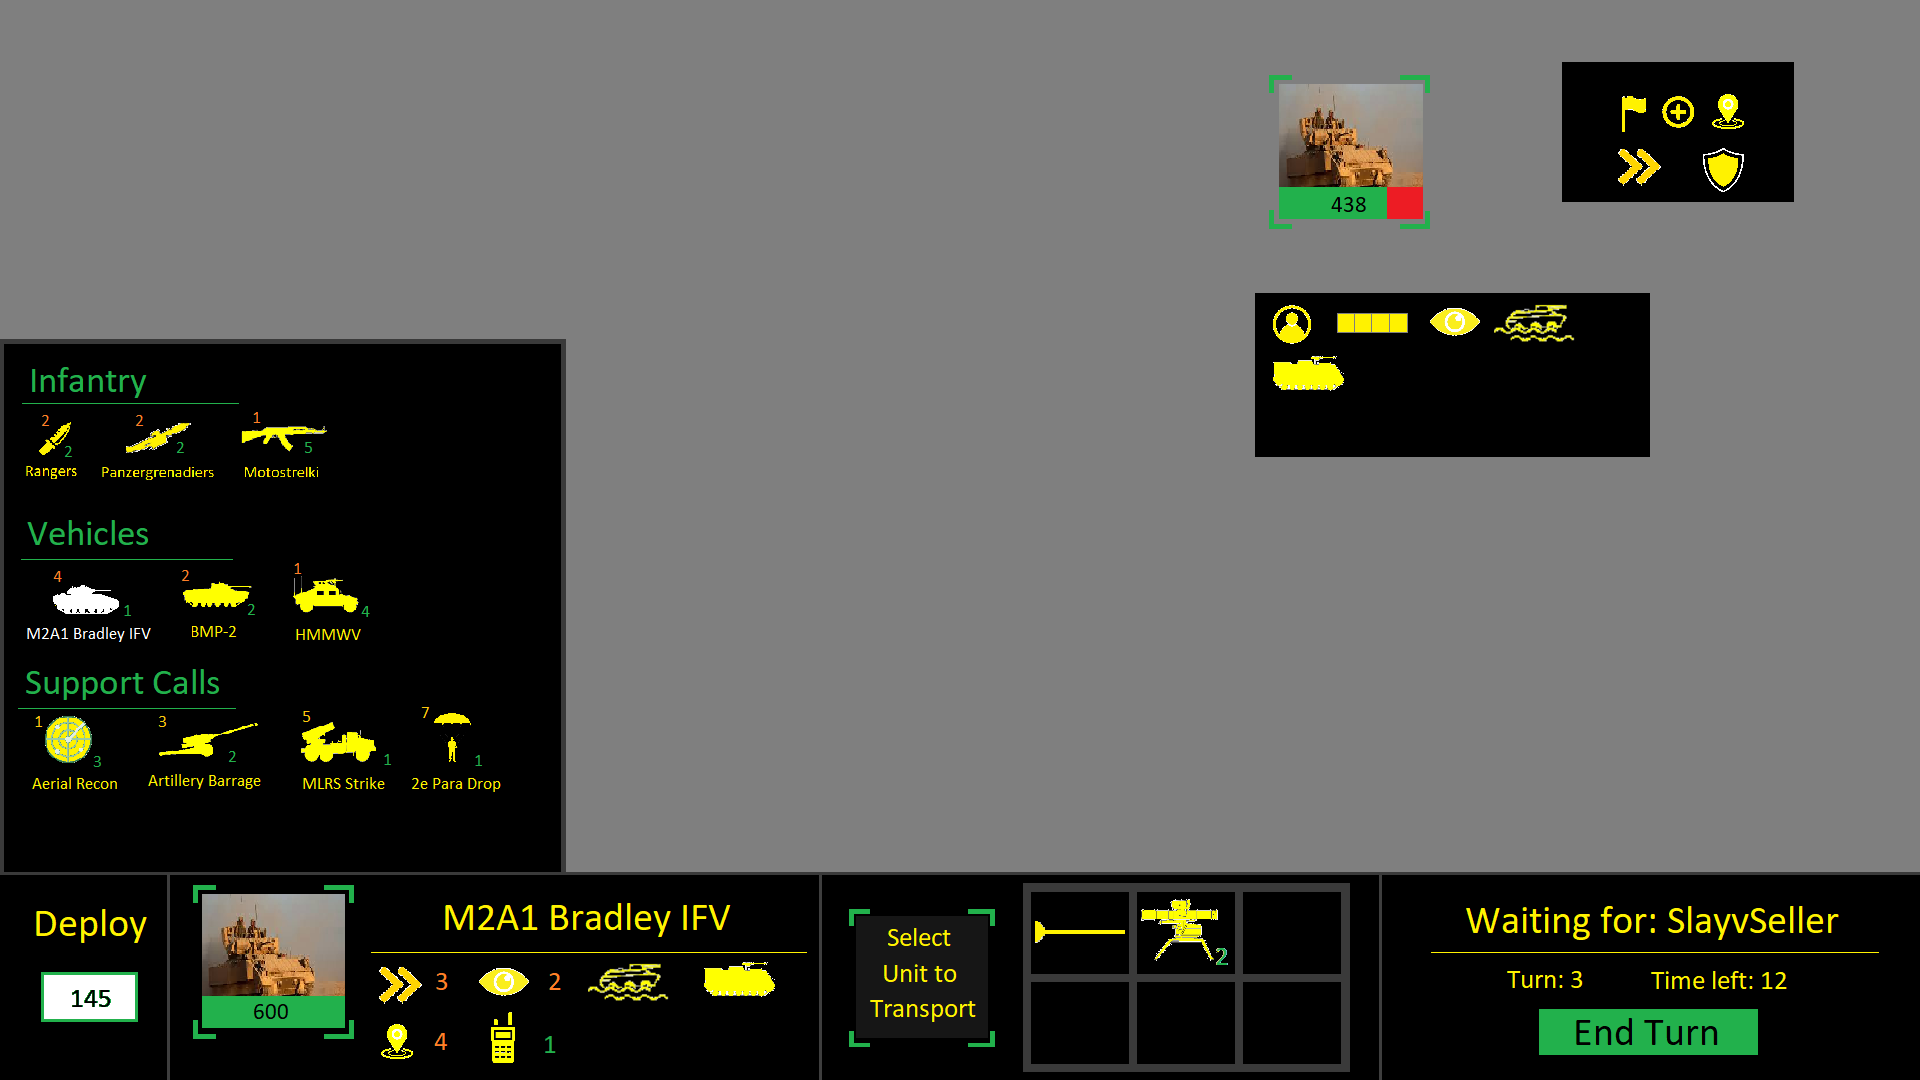 438
Infantry
2 2 1
2 2 5
Rangers Panzergrenadiers Motostrelki
Vehicles
4 2 1
1 2 4
M2A1 Bradley IFV BMP-2 HMMWV
Support Calls
1 3 5 7
3 2 1 1
Aerial Recon Artillery Barrage MLRS Strike 2e Para Drop
Deploy
145
600
M2A1 Bradley IFV
3 2
4 1
Select
Unit to
Transport
2
Waiting for: SlayvSeller
Turn: 3 Time left: 12
End Turn